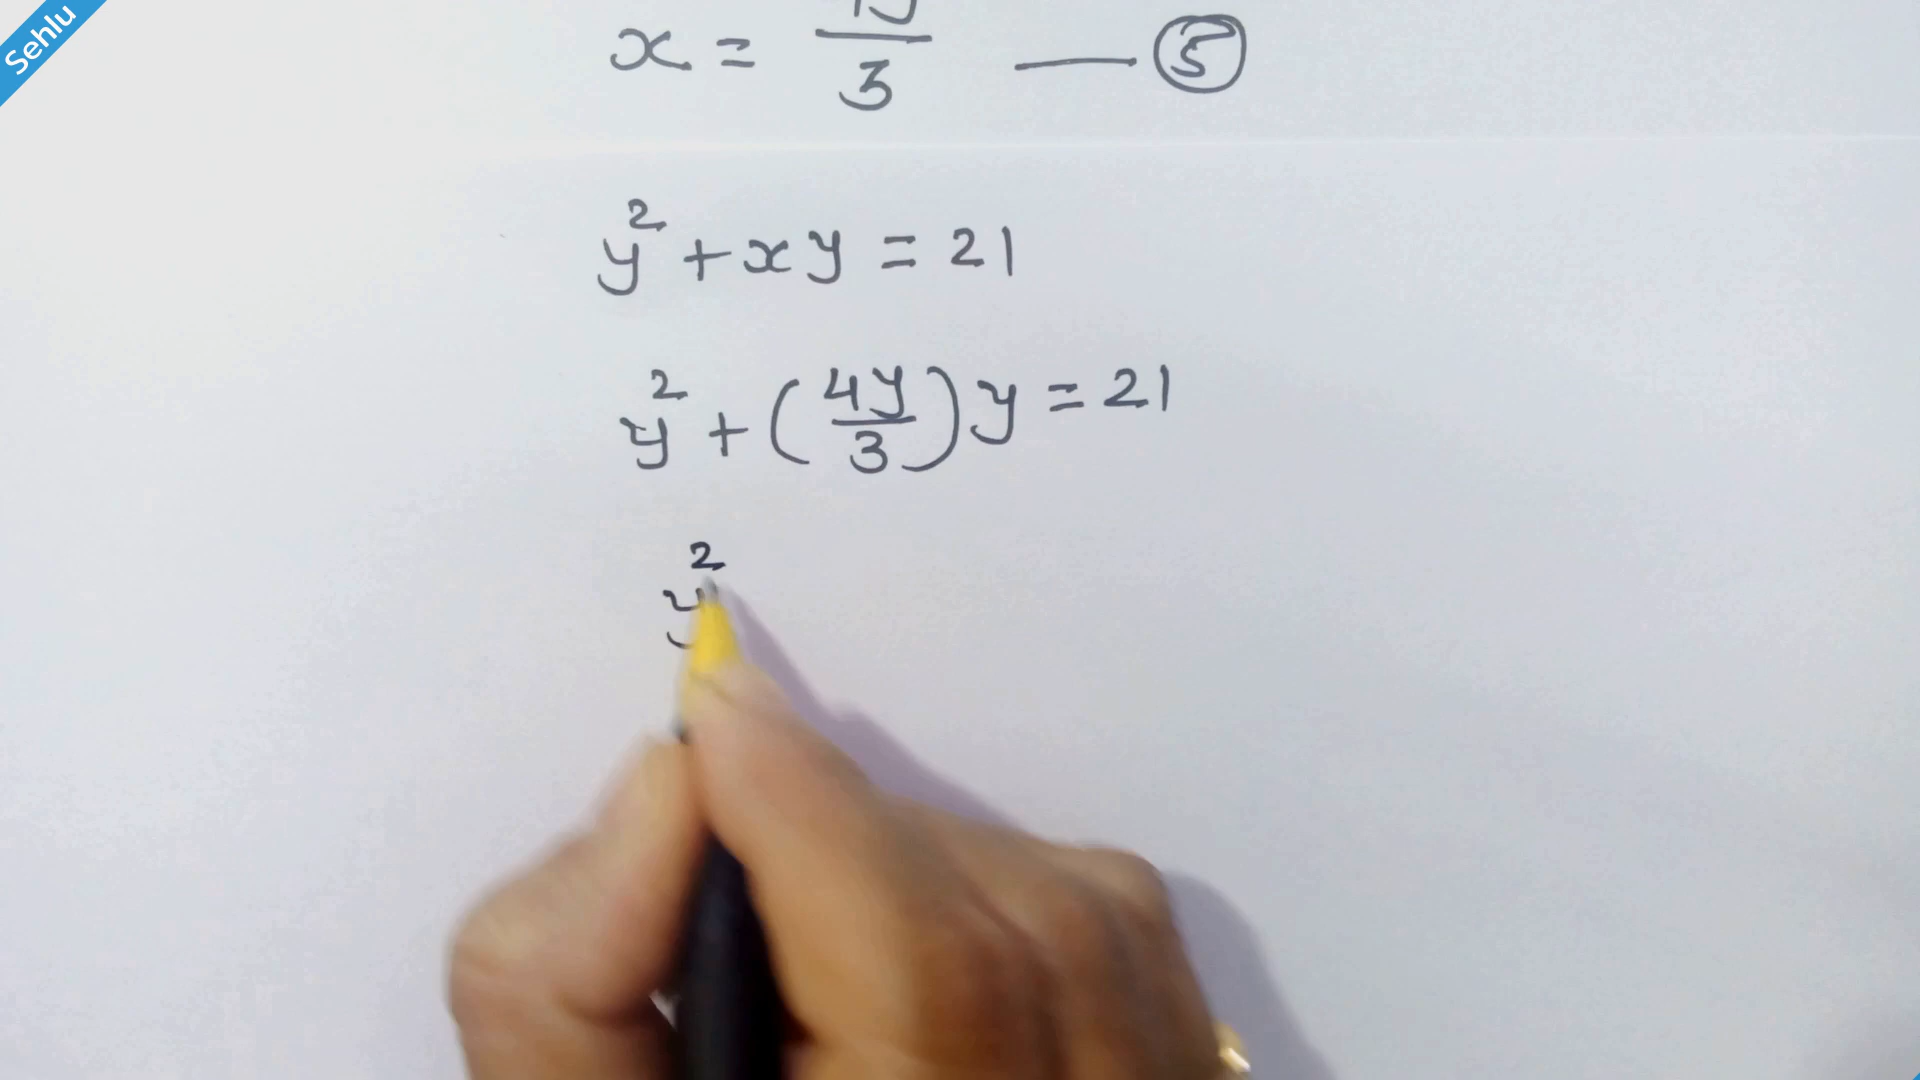 Sehlu
x = 4y/3 — ⑤
y² + xy = 21
y² + (4y/3)y = 21
y²